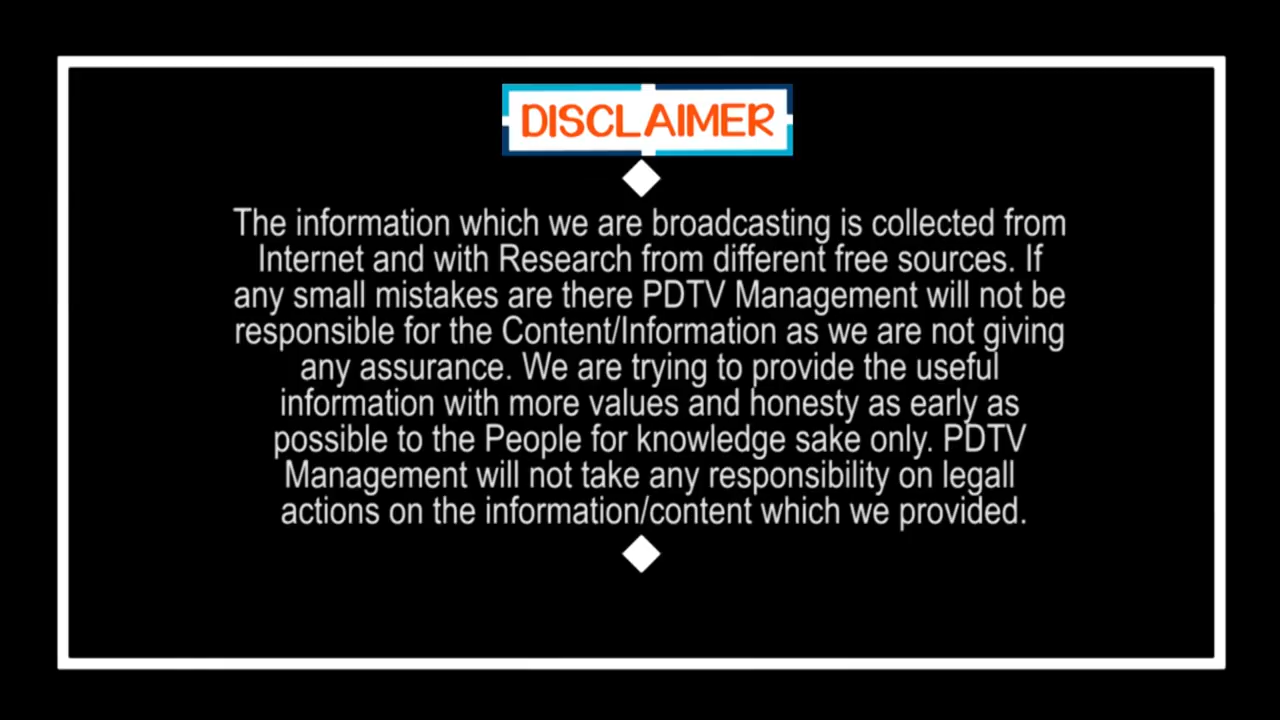 DISCLAIMER
The information which we are broadcasting is collected from
Internet and with Research from different free sources. If
any small mistakes are there PDTV Management will not be
responsible for the Content/Information as we are not giving
any assurance. We are trying to provide the useful
information with more values and honesty as early as
possible to the People for knowledge sake only. PDTV
Management will not take any responsibility on legall
actions on the information/content which we provided.